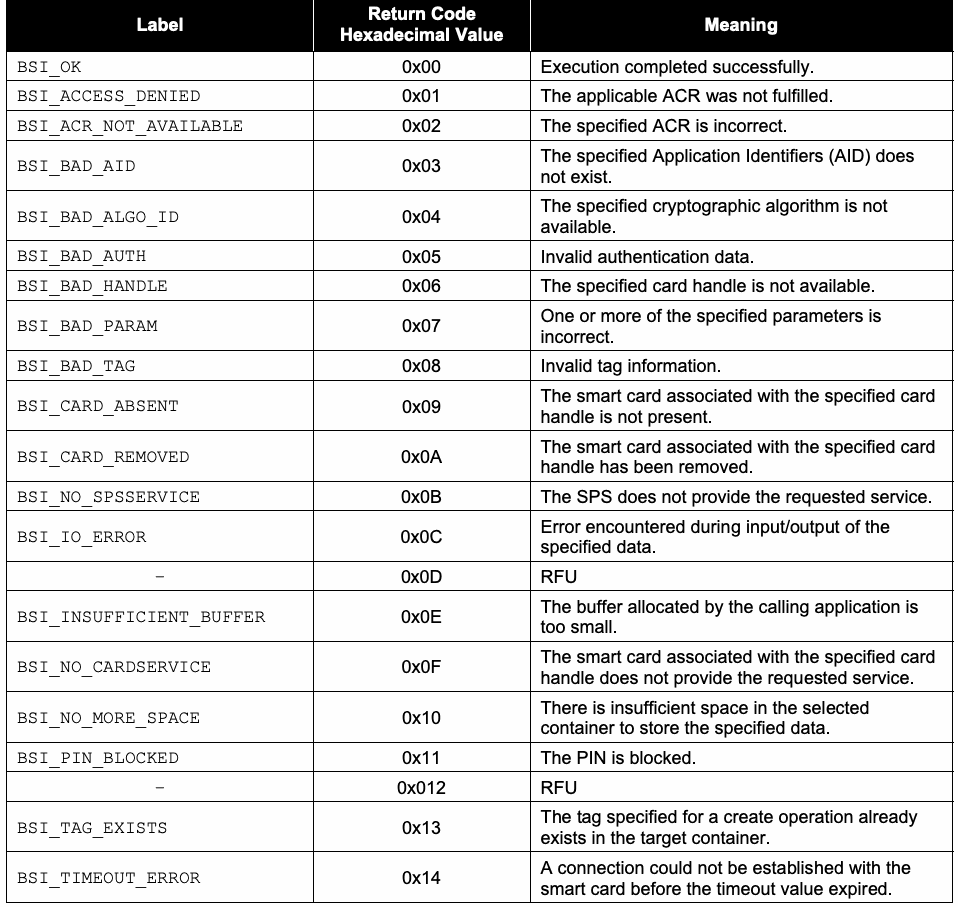 Label Return Code Hexadecimal Value Meaning
BSI_OK 0x00 Execution completed successfully.
BSI_ACCESS_DENIED 0x01 The applicable ACR was not fulfilled.
BSI_ACR_NOT_AVAILABLE 0x02 The specified ACR is incorrect.
BSI_BAD_AID 0x03 The specified Application Identifiers (AID) does
not exist.
BSI_BAD_ALGO_ID 0x04 The specified cryptographic algorithm is not
available.
BSI_BAD_AUTH 0x05 Invalid authentication data.
BSI_BAD_HANDLE 0x06 The specified card handle is not available.
BSI_BAD_PARAM 0x07 One or more of the specified parameters is
incorrect.
BSI_BAD_TAG 0x08 Invalid tag information.
BSI_CARD_ABSENT 0x09 The smart card associated with the specified card
handle is not present.
BSI_CARD_REMOVED 0x0A The smart card associated with the specified card
handle has been removed.
BSI_NO_SPSSERVICE 0x0B The SPS does not provide the requested service.
BSI_IO_ERROR 0x0C Error encountered during input/output of the
specified data.
– 0x0D RFU
BSI_INSUFFICIENT_BUFFER 0x0E The buffer allocated by the calling application is
too small.
BSI_NO_CARDSERVICE 0x0F The smart card associated with the specified card
handle does not provide the requested service.
BSI_NO_MORE_SPACE 0x10 There is insufficient space in the selected
container to store the specified data.
BSI_PIN_BLOCKED 0x11 The PIN is blocked.
– 0x012 RFU
BSI_TAG_EXISTS 0x13 The tag specified for a create operation already
exists in the target container.
BSI_TIMEOUT_ERROR 0x14 A connection could not be established with the
smart card before the timeout value expired.